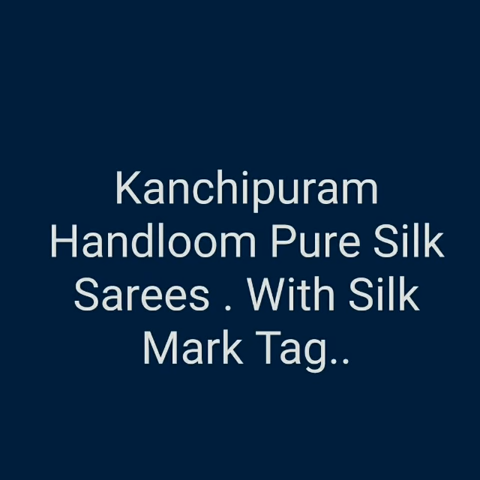 Kanchipuram
Handloom Pure Silk
Sarees . With Silk
Mark Tag..